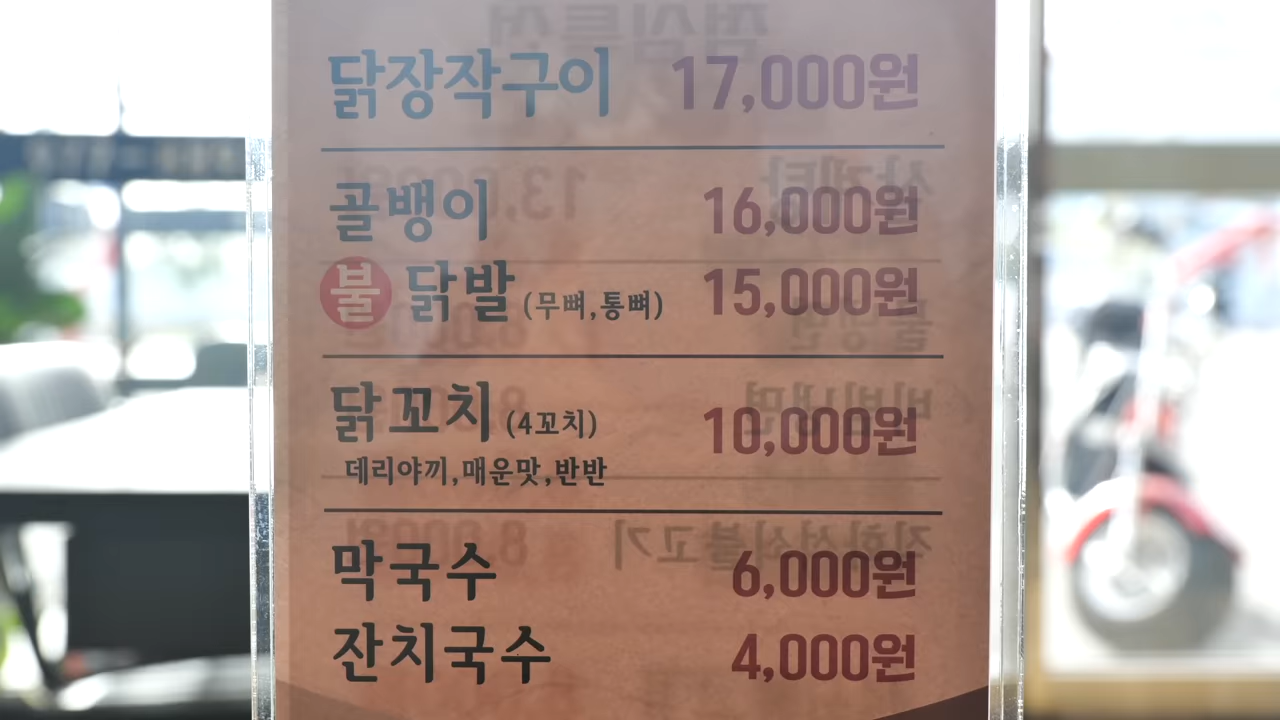 닭장작구이 17,000원
골뱅이 16,000원
불 닭발 (무뼈,통뼈) 15,000원
닭꼬치 (4꼬치) 10,000원
데리야끼,매운맛,반반
막국수 6,000원
잔치국수 4,000원